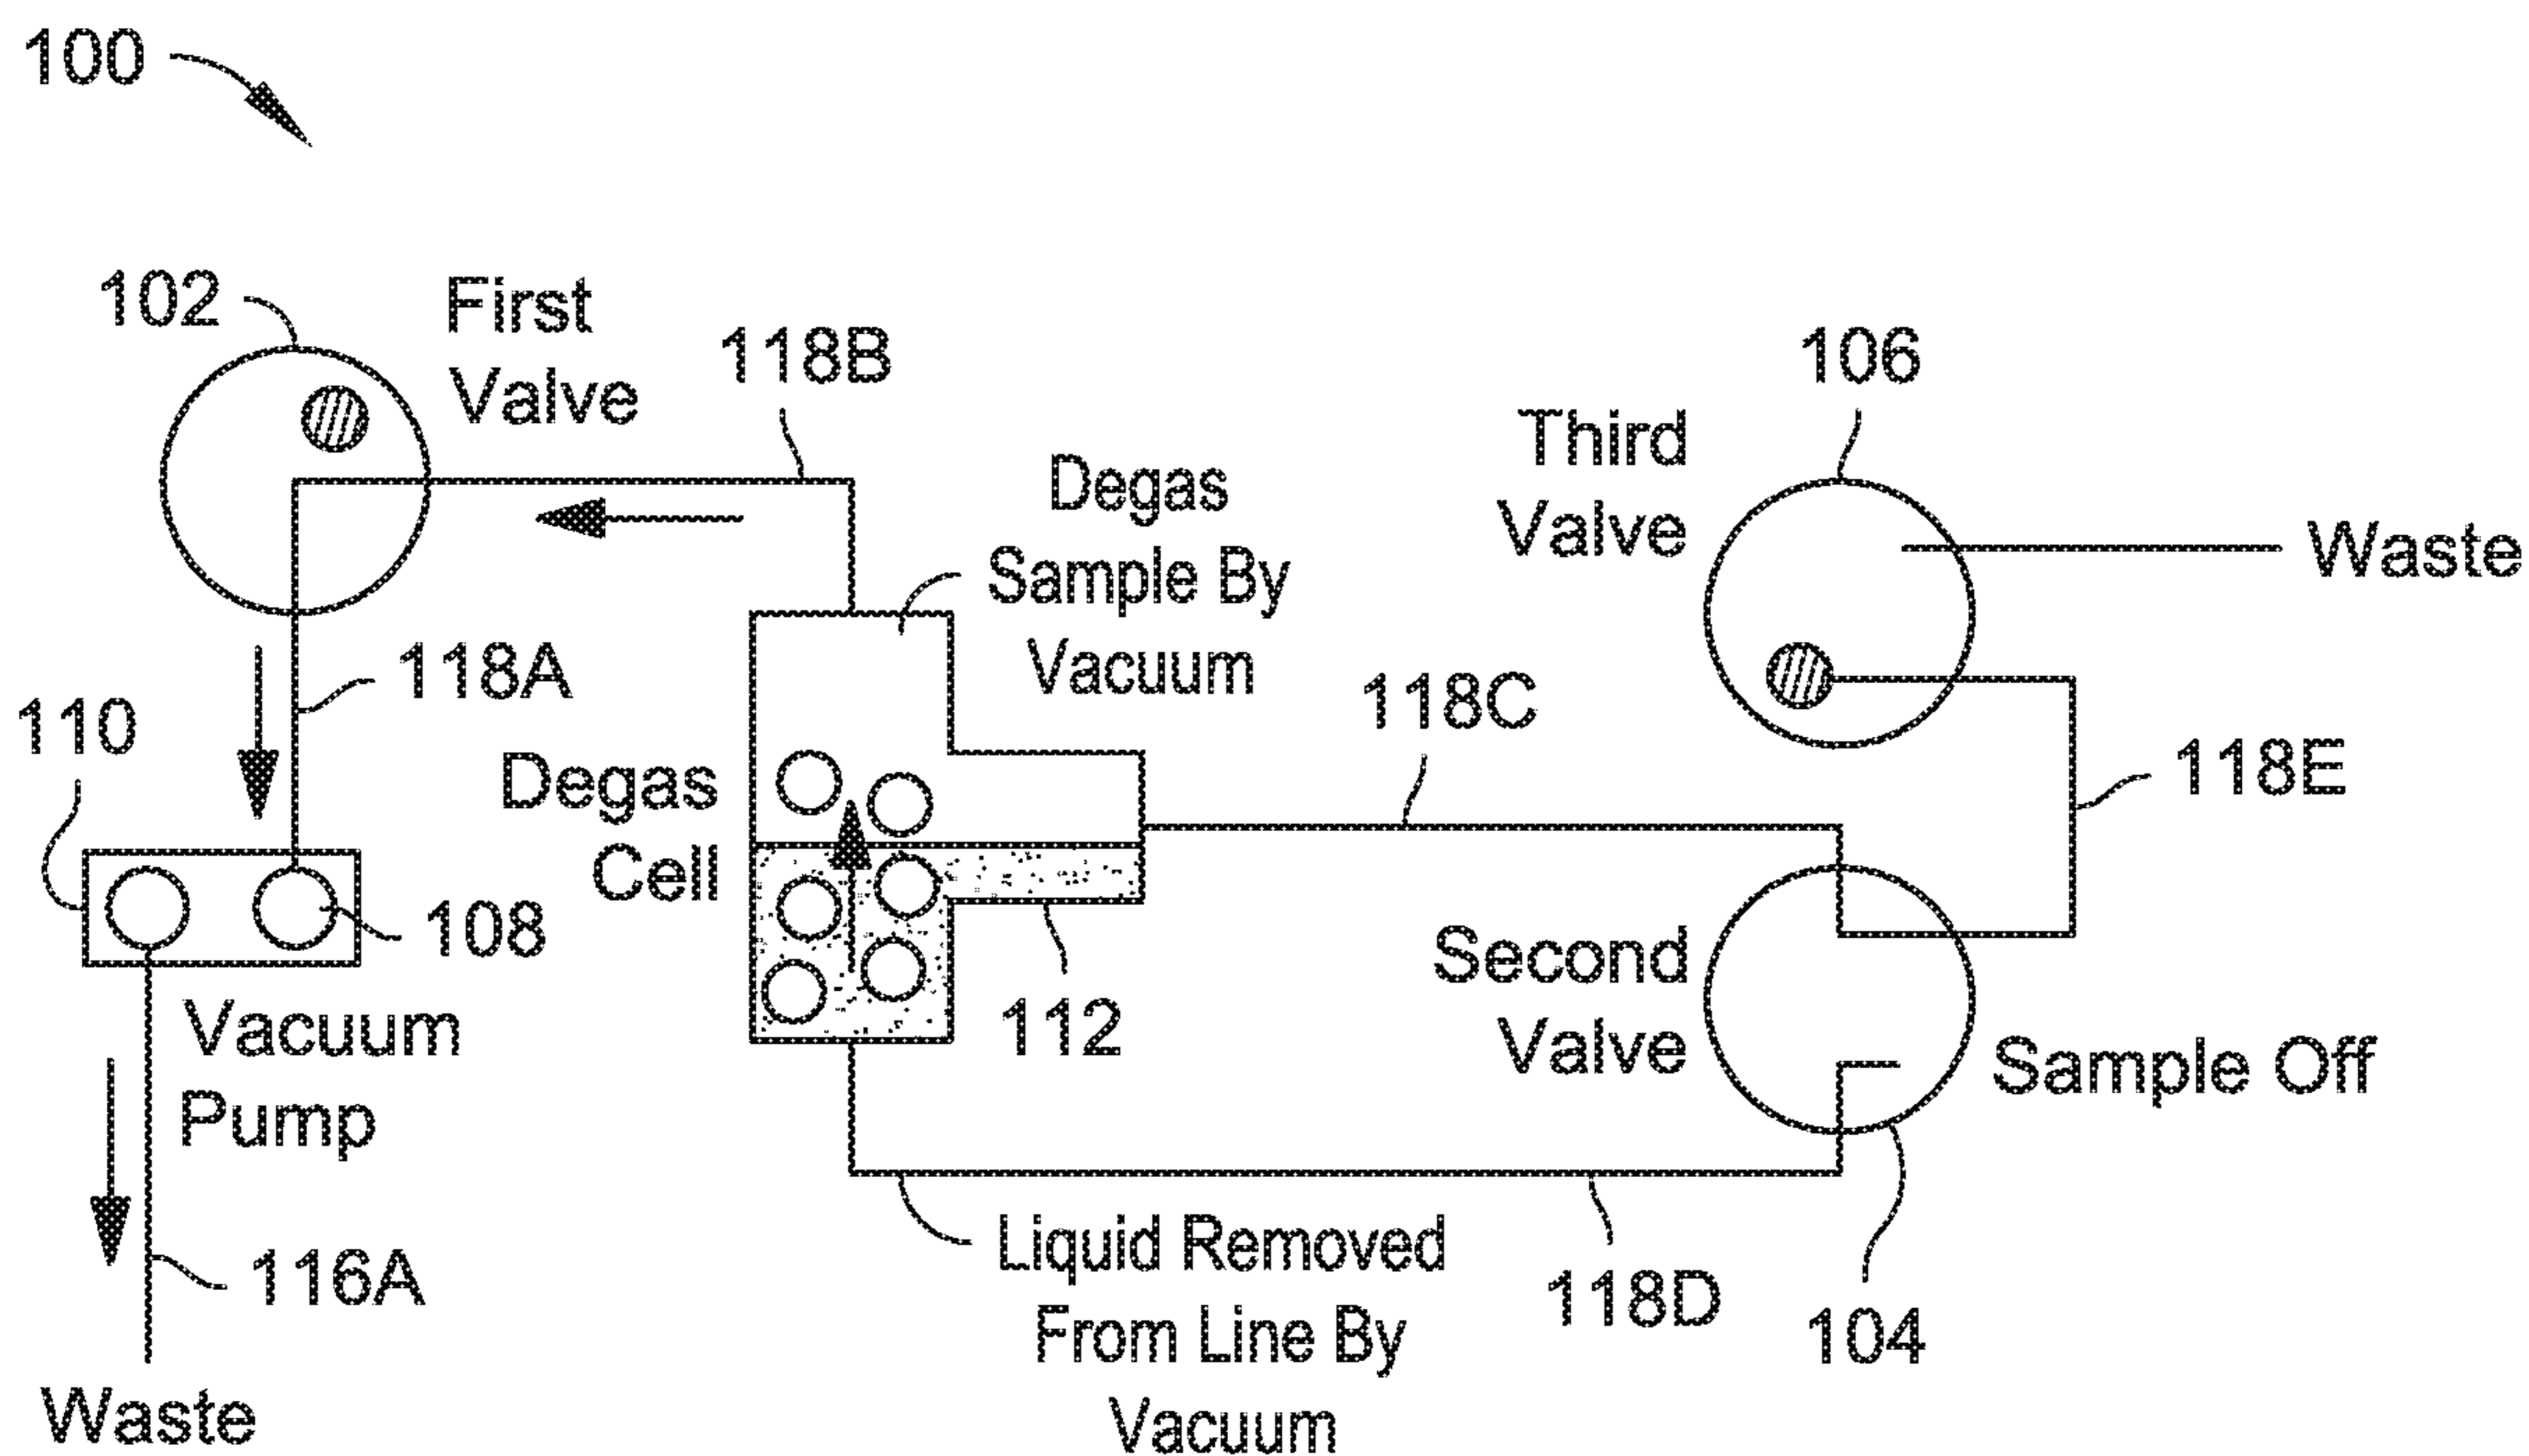 100
102
First
Valve
118B
106
Third
Valve
Degas
Sample By
Vacuum
Waste
118A
110
118C
118E
Degas
Cell
108
Second
Valve
112
Vacuum
Pump
Sample Off
Liquid Removed
From Line By
Vacuum
116A
118D
104
Waste